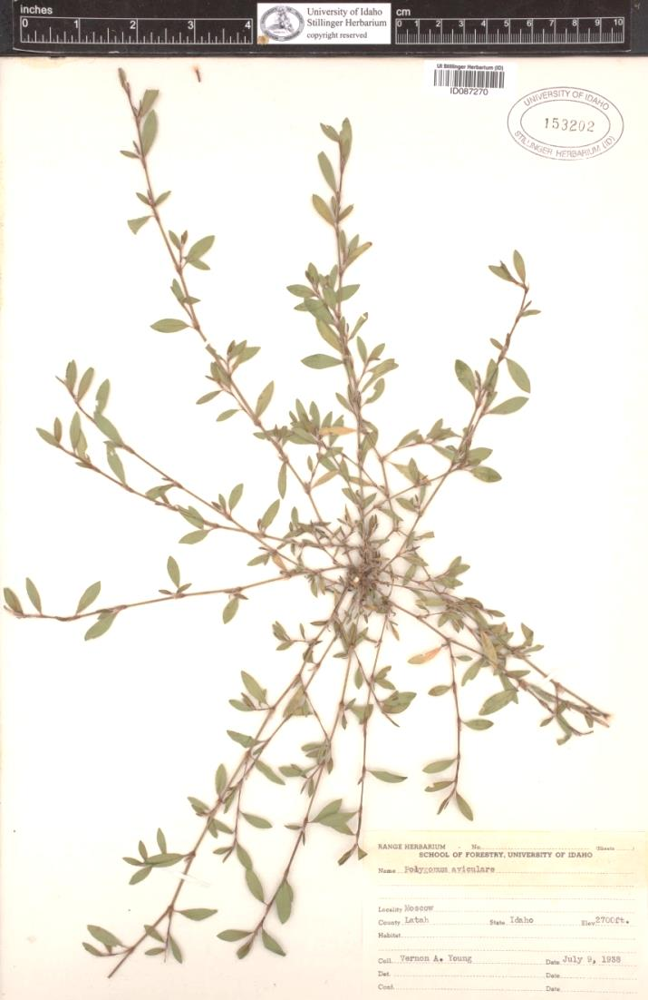 inches
0 1 2 3 4
University of Idaho
Stillinger Herbarium
copyright reserved
cm
0 1 2 3 4 5 6 7 8 9 10
UI Stillinger Herbarium (ID)
ID087270
UNIVERSITY OF IDAHO
153202
STILLINGER HERBARIUM (ID)
RANGE HERBARIUM - No. (Sheets )
SCHOOL OF FORESTRY, UNIVERSITY OF IDAHO
Name Polygonum aviculare
Locality Moscow
County Latah State Idaho Elev 2700ft.
Habitat
Coll. Vernon A. Young Date July 9, 1938
Det. Date
Conf. Date